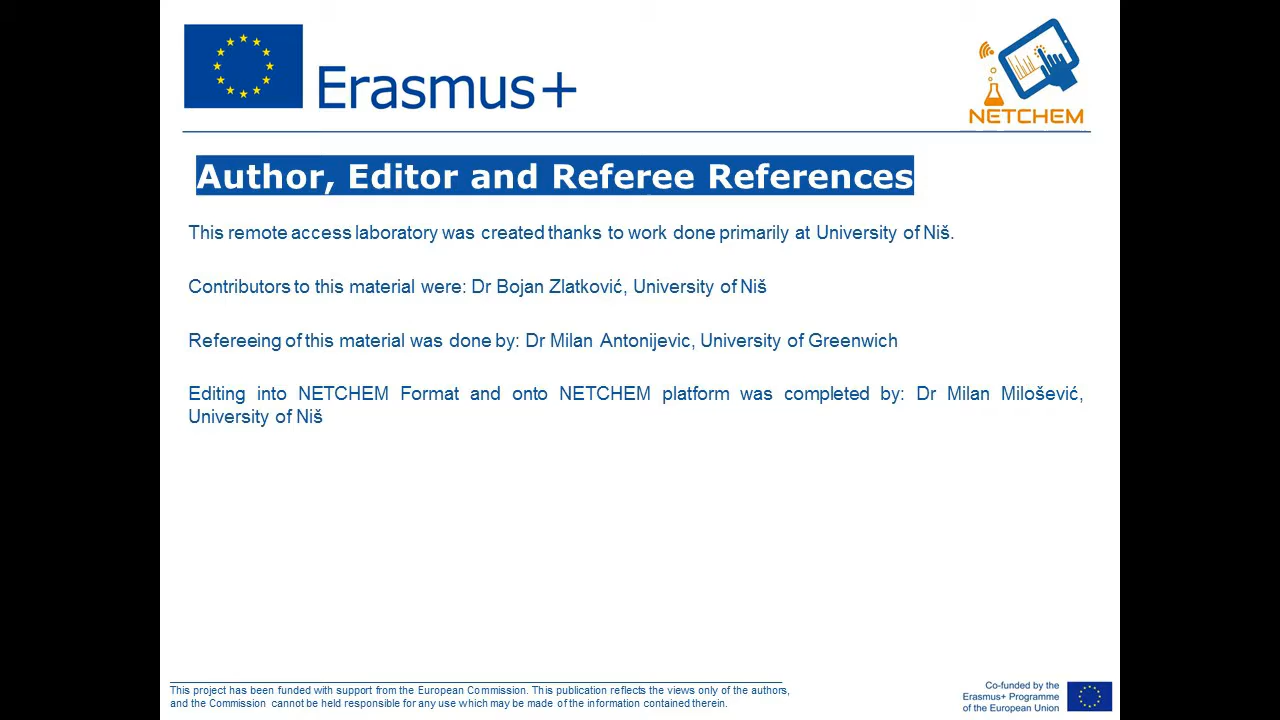 Erasmus+
NETCHEM
Author, Editor and Referee References
This remote access laboratory was created thanks to work done primarily at University of Niš.
Contributors to this material were: Dr Bojan Zlatković, University of Niš
Refereeing of this material was done by: Dr Milan Antonijevic, University of Greenwich
Editing into NETCHEM Format and onto NETCHEM platform was completed by: Dr Milan Milošević,
University of Niš
This project has been funded with support from the European Commission. This publication reflects the views only of the authors,
and the Commission cannot be held responsible for any use which may be made of the information contained therein.
Co-funded by the
Erasmus+ Programme
of the European Union